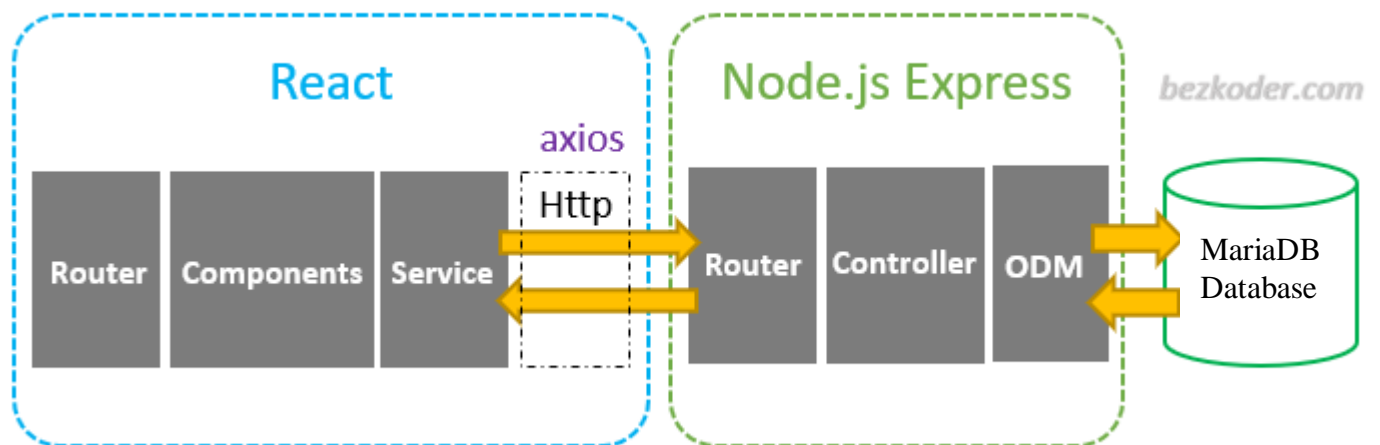 React
Node.js Express
bezkoder.com
axios
Http
Router
Components
Service
Router
Controller
ODM
MariaDB
Database